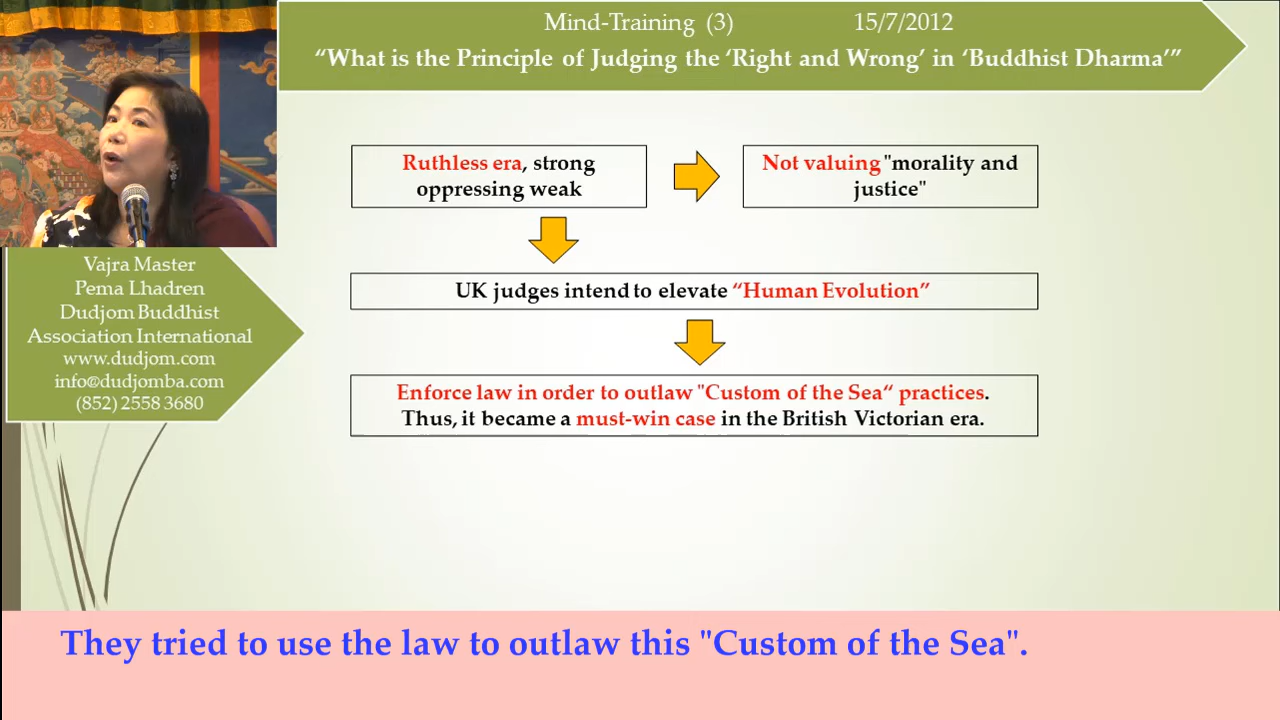 Mind-Training (3) 15/7/2012
“What is the Principle of Judging the ‘Right and Wrong’ in ‘Buddhist Dharma’”
Ruthless era, strong
oppressing weak
Not valuing "morality and
justice"
Vajra Master
Pema Lhadren
Dudjom Buddhist
Association International
www.dudjom.com
info@dudjomba.com
(852) 2558 3680
UK judges intend to elevate “Human Evolution”
Enforce law in order to outlaw "Custom of the Sea“ practices.
Thus, it became a must-win case in the British Victorian era.
They tried to use the law to outlaw this "Custom of the Sea".